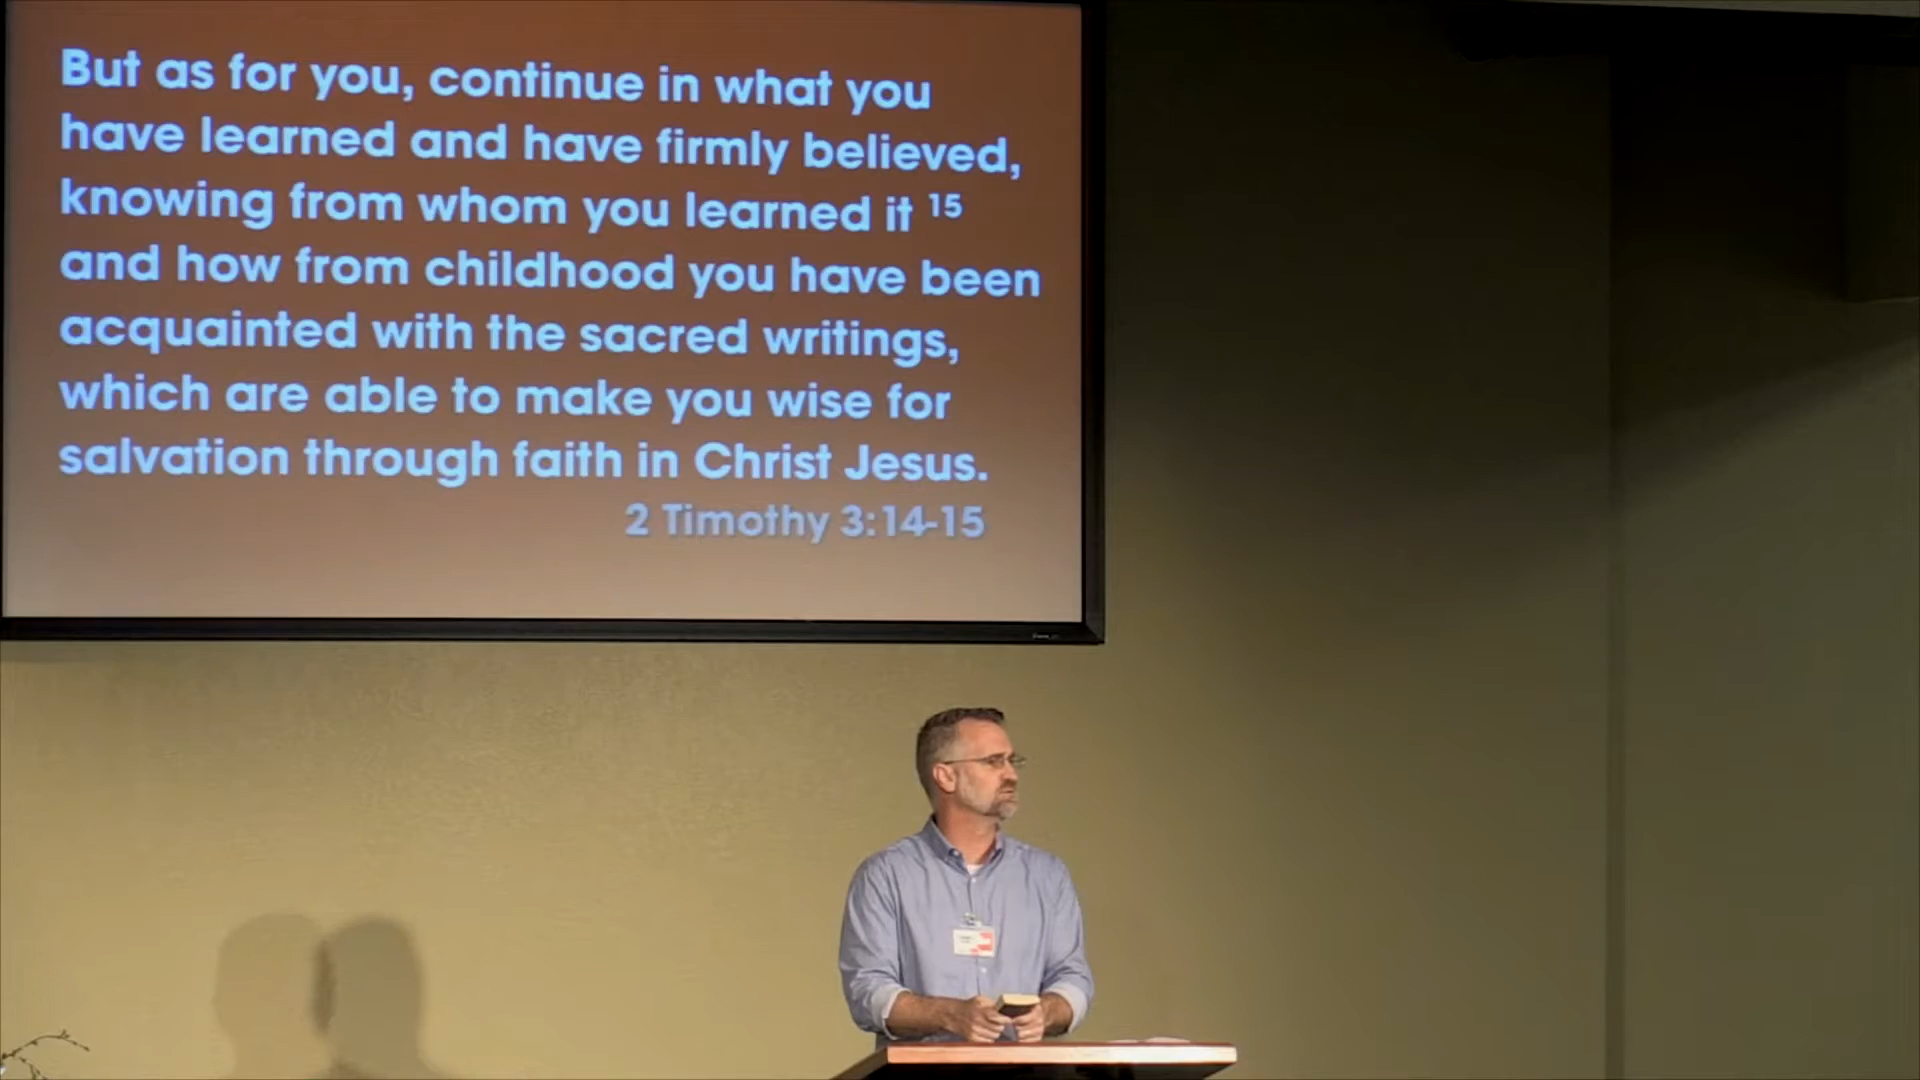 But as for you, continue in what you
have learned and have firmly believed,
knowing from whom you learned it 15
and how from childhood you have been
acquainted with the sacred writings,
which are able to make you wise for
salvation through faith in Christ Jesus.
2 Timothy 3:14-15